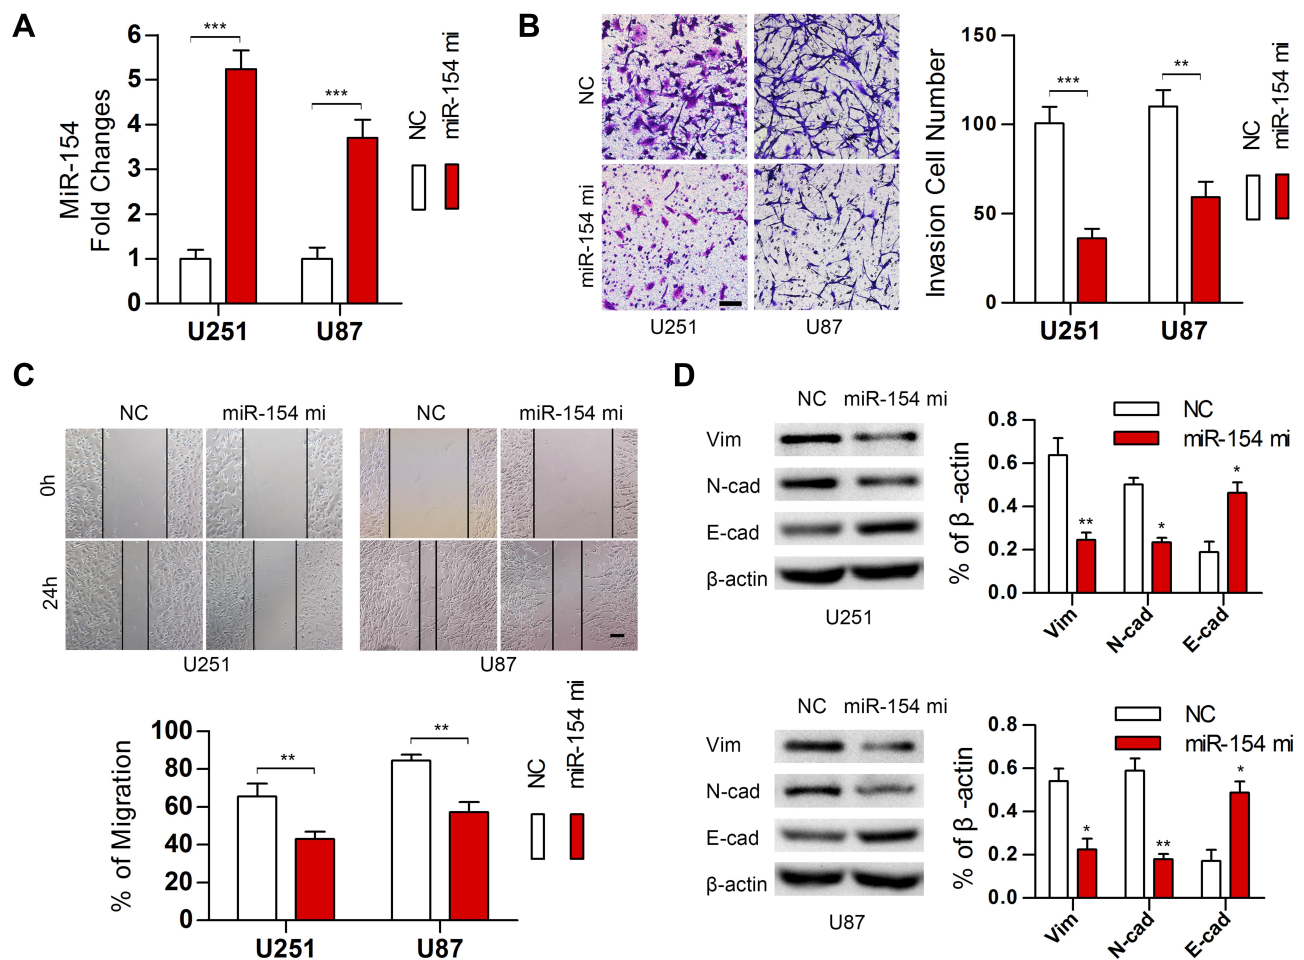 A
MiR-154
Fold Changes
6
5
4
3
2
1
0
***
***
U251
U87
NC
miR-154 mi
B
NC
miR-154 mi
U251
U87
Invasion Cell Number
150
100
50
0
***
**
U251
U87
NC
miR-154 mi
C
NC
miR-154 mi
NC
miR-154 mi
0h
24h
U251
U87
% of Migration
100
80
60
40
20
0
**
**
U251
U87
NC
miR-154 mi
D
NC miR-154 mi
Vim
N-cad
E-cad
β-actin
U251
% of β -actin
0.8
0.6
0.4
0.2
0.0
NC
miR-154 mi
**
*
*
Vim
N-cad
E-cad
NC miR-154 mi
Vim
N-cad
E-cad
β-actin
U87
% of β -actin
0.8
0.6
0.4
0.2
0.0
NC
miR-154 mi
*
**
*
Vim
N-cad
E-cad